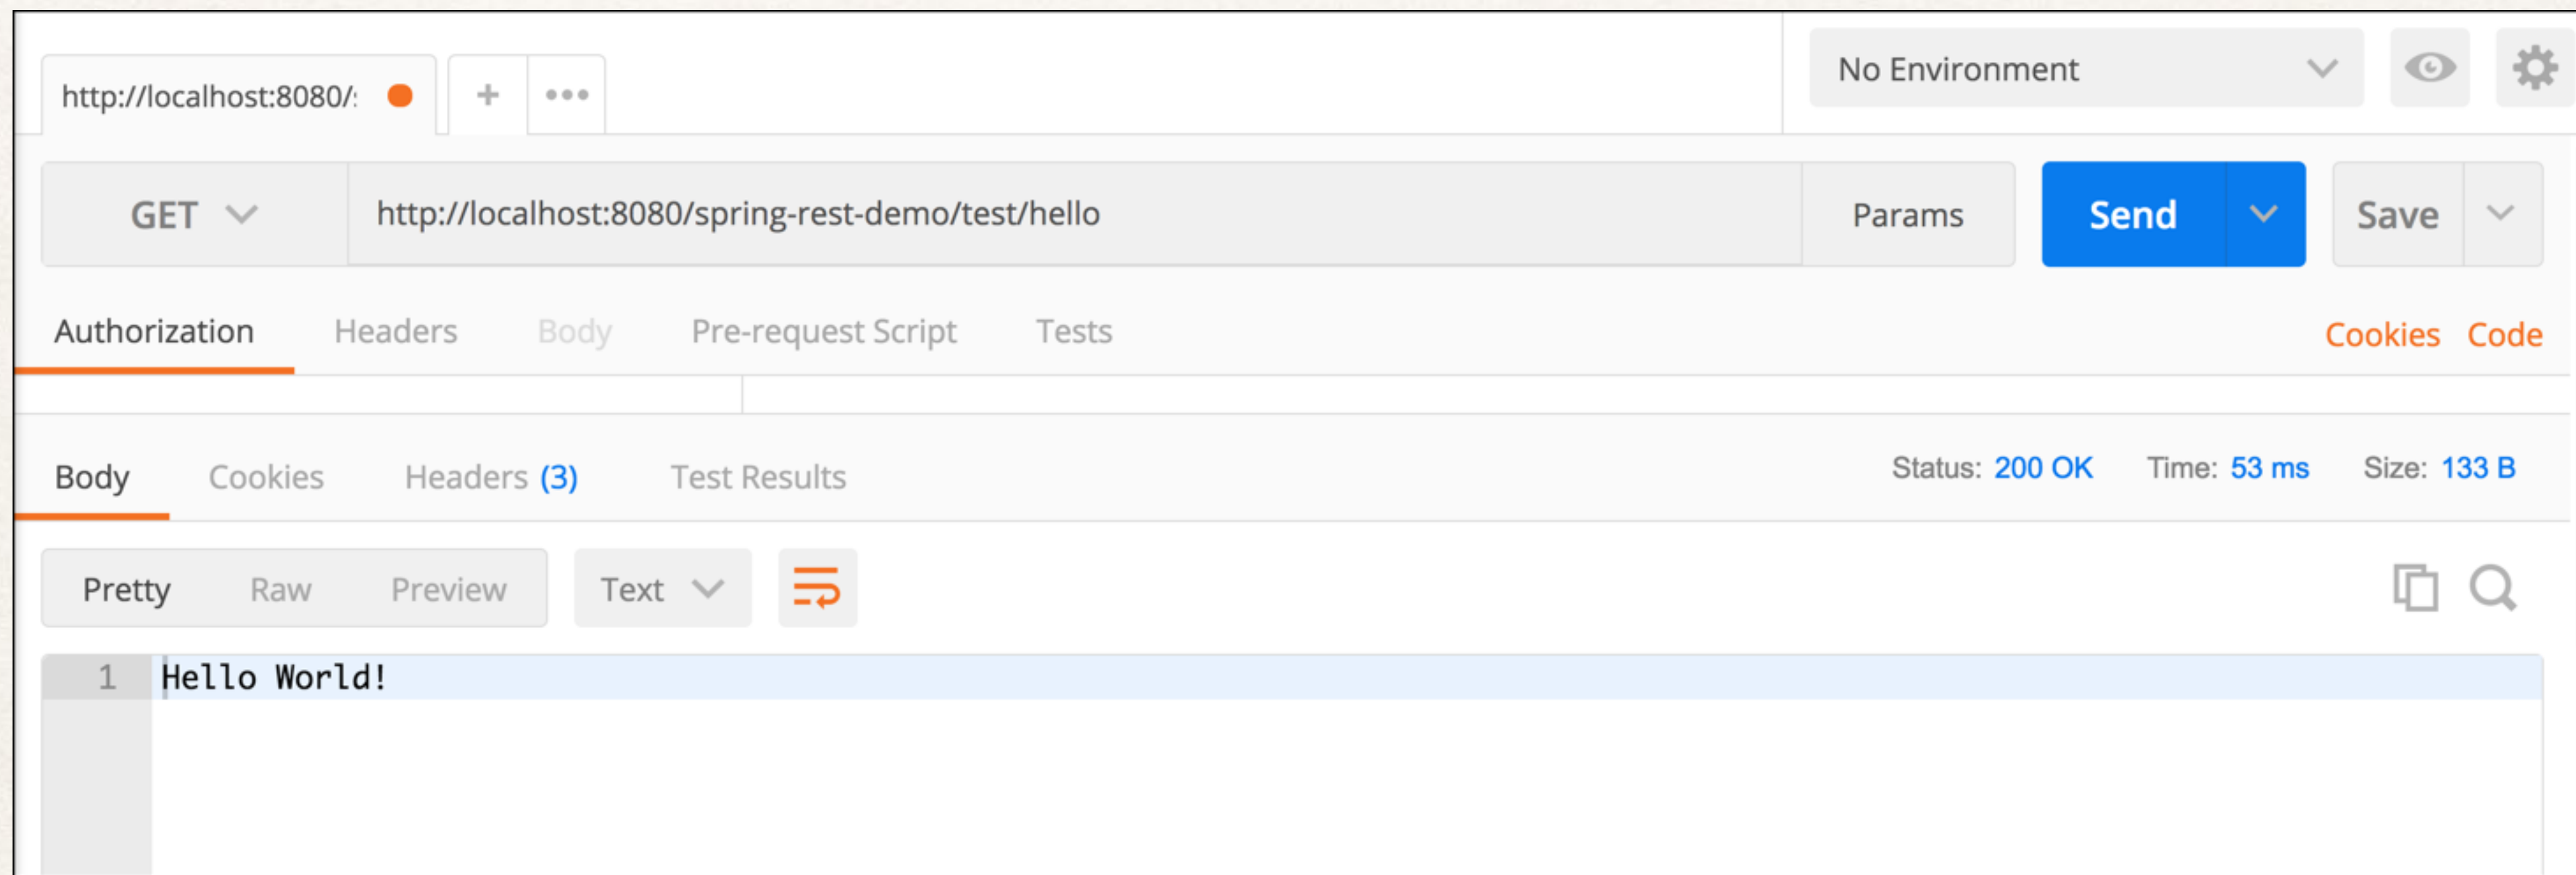 http://localhost:8080/:
No Environment
GET http://localhost:8080/spring-rest-demo/test/hello Params Send Save
Authorization Headers Body Pre-request Script Tests Cookies Code
Body Cookies Headers (3) Test Results Status: 200 OK Time: 53 ms Size: 133 B
Pretty Raw Preview Text
1 Hello World!